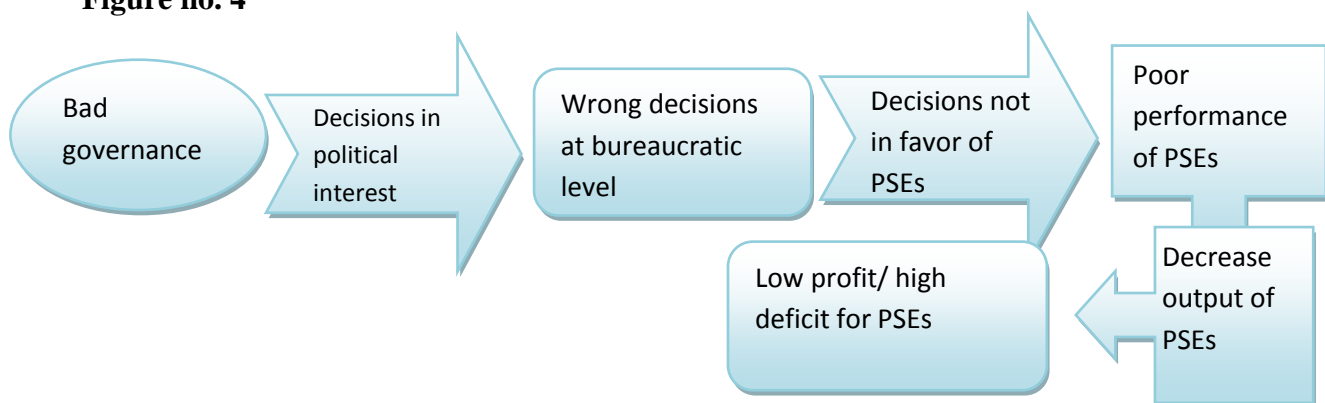 Figure no. 4
Bad
governance
Decisions in
political
interest
Wrong decisions
at bureaucratic
level
Decisions not
in favor of
PSEs
Poor
performance
of PSEs
Decrease
output of
PSEs
Low profit/ high
deficit for PSEs